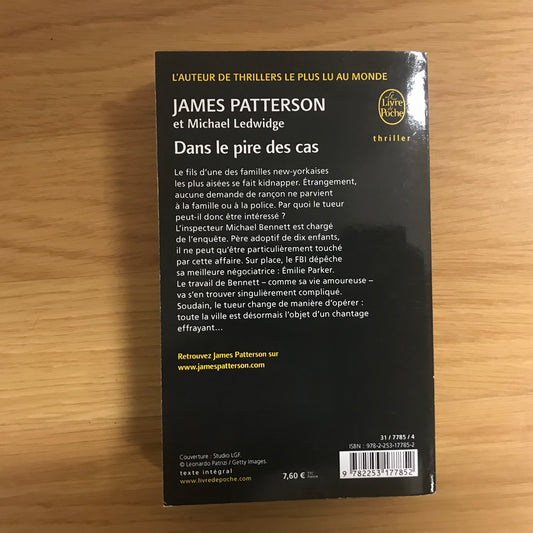 L'AUTEUR DE THRILLERS LE PLUS LU AU MONDE
JAMES PATTERSON
et Michael Ledwidge
Le
Livre
de
Poche
thriller
Dans le pire des cas
Le fils d'une des familles new-yorkaises
les plus aisées se fait kidnapper. Étrangement,
aucune demande de rançon ne parvient
à la famille ou à la police. Par quoi le tueur
peut-il donc être intéressé ?
L'inspecteur Michael Bennett est chargé
de l'enquête. Père adoptif de dix enfants,
il ne peut qu'être particulièrement touché
par cette affaire. Sur place, le FBI dépêche
sa meilleure négociatrice : Émilie Parker.
Le travail de Bennett – comme sa vie amoureuse –
va s'en trouver singulièrement compliqué.
Soudain, le tueur change de manière d'opérer :
toute la ville est désormais l'objet d'un chantage
effrayant…
Retrouvez James Patterson sur
www.jamespatterson.com
Couverture : Studio LGF.
© Leonardo Patrizi / Getty Images.
texte intégral
www.livredepoche.com
7,60 €
France
31 / 7785 / 4
ISBN : 978-2-253-17785-2
9 782253 177852